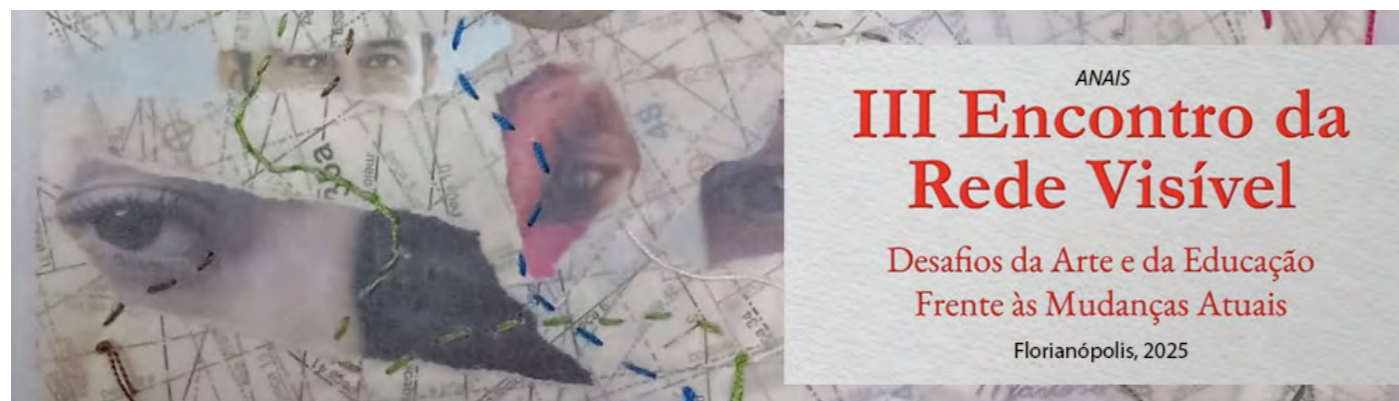 ANAIS
III Encontro da
Rede Visível
Desafios da Arte e da Educação
Frente às Mudanças Atuais
Florianópolis, 2025